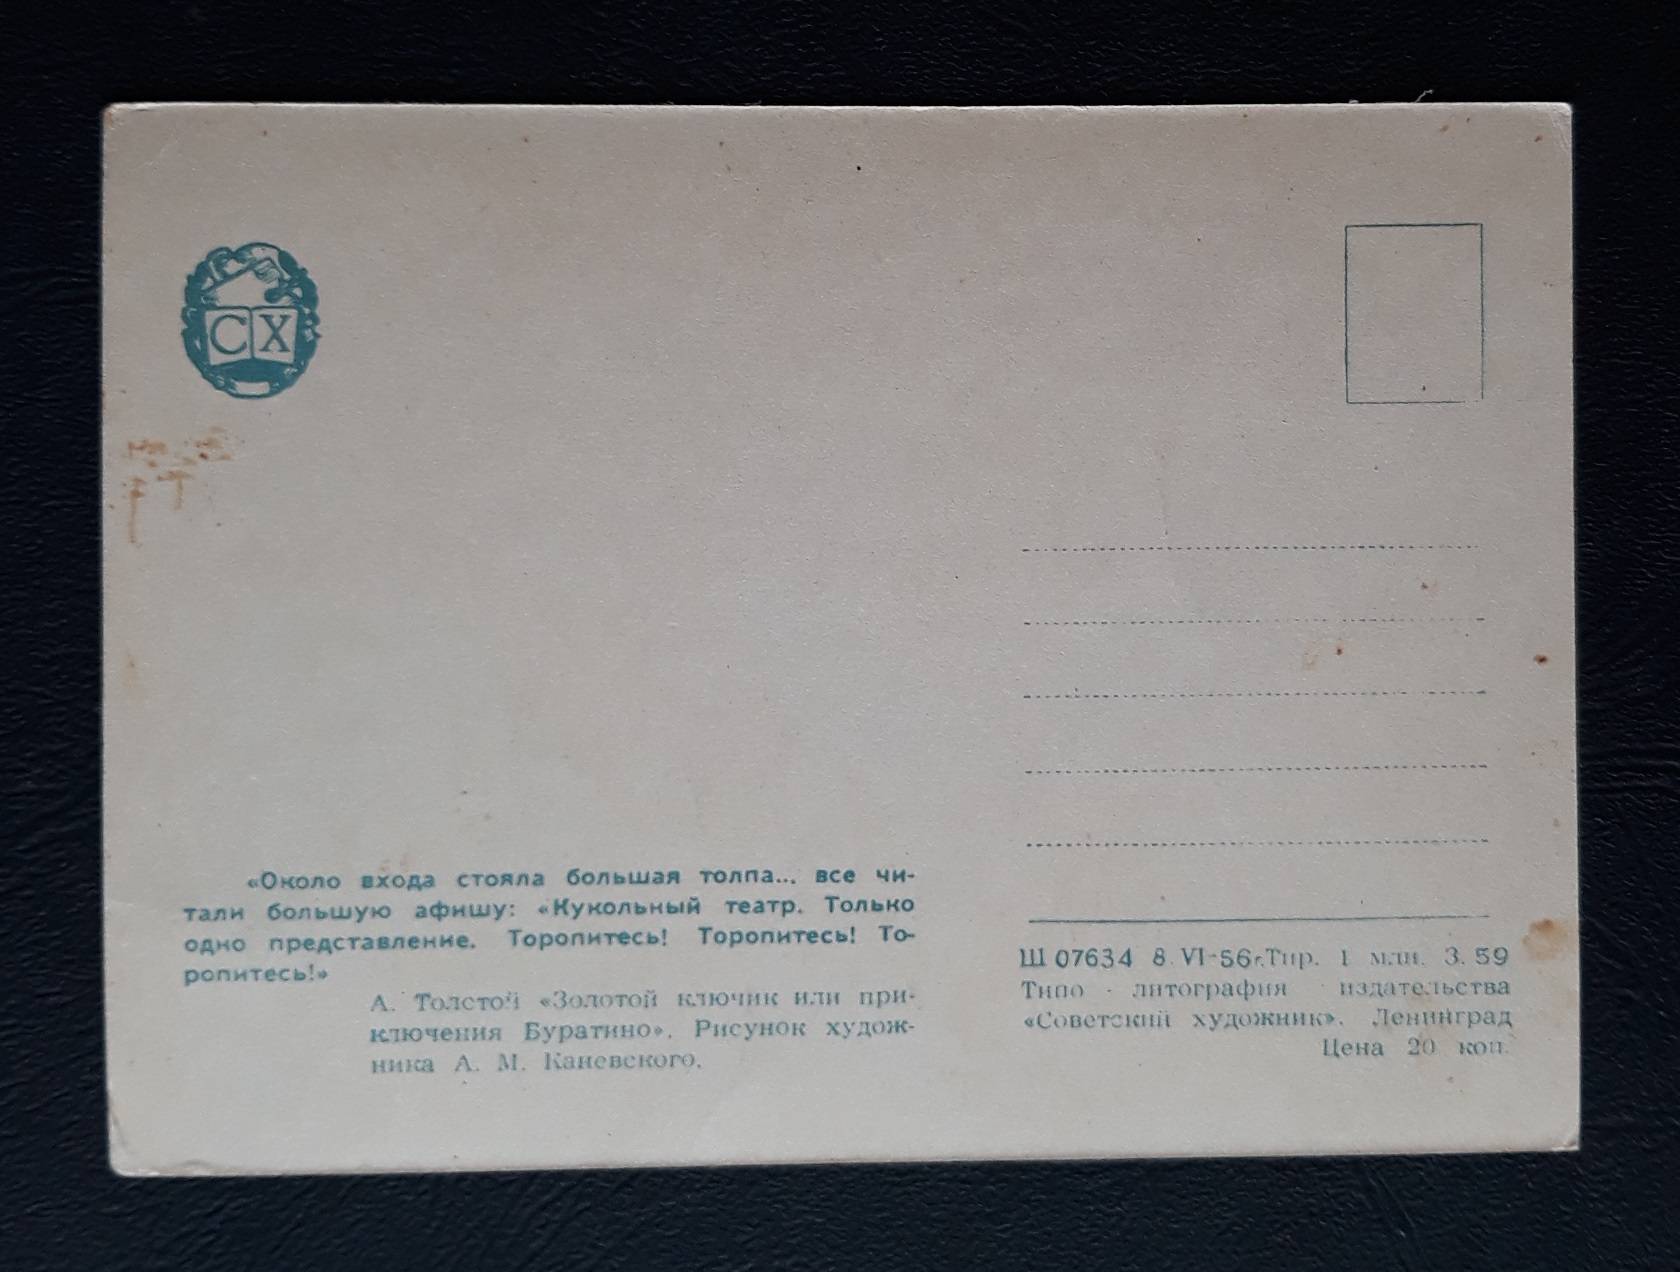 СХ
«Около входа стояла большая толпа... все чи-
тали большую афишу: «Кукольный театр. Только
одно представление. Торопитесь! Торопитесь! То-
ропитесь!»
А. Толстой «Золотой ключик или при-
ключения Буратино». Рисунок худож-
ника А. М. Каневского.
Ш 07634 8. VI-56г. Тир. 1 млн. З. 59
Типо - литография издательства
«Советский художник». Ленинград
Цена 20 коп.